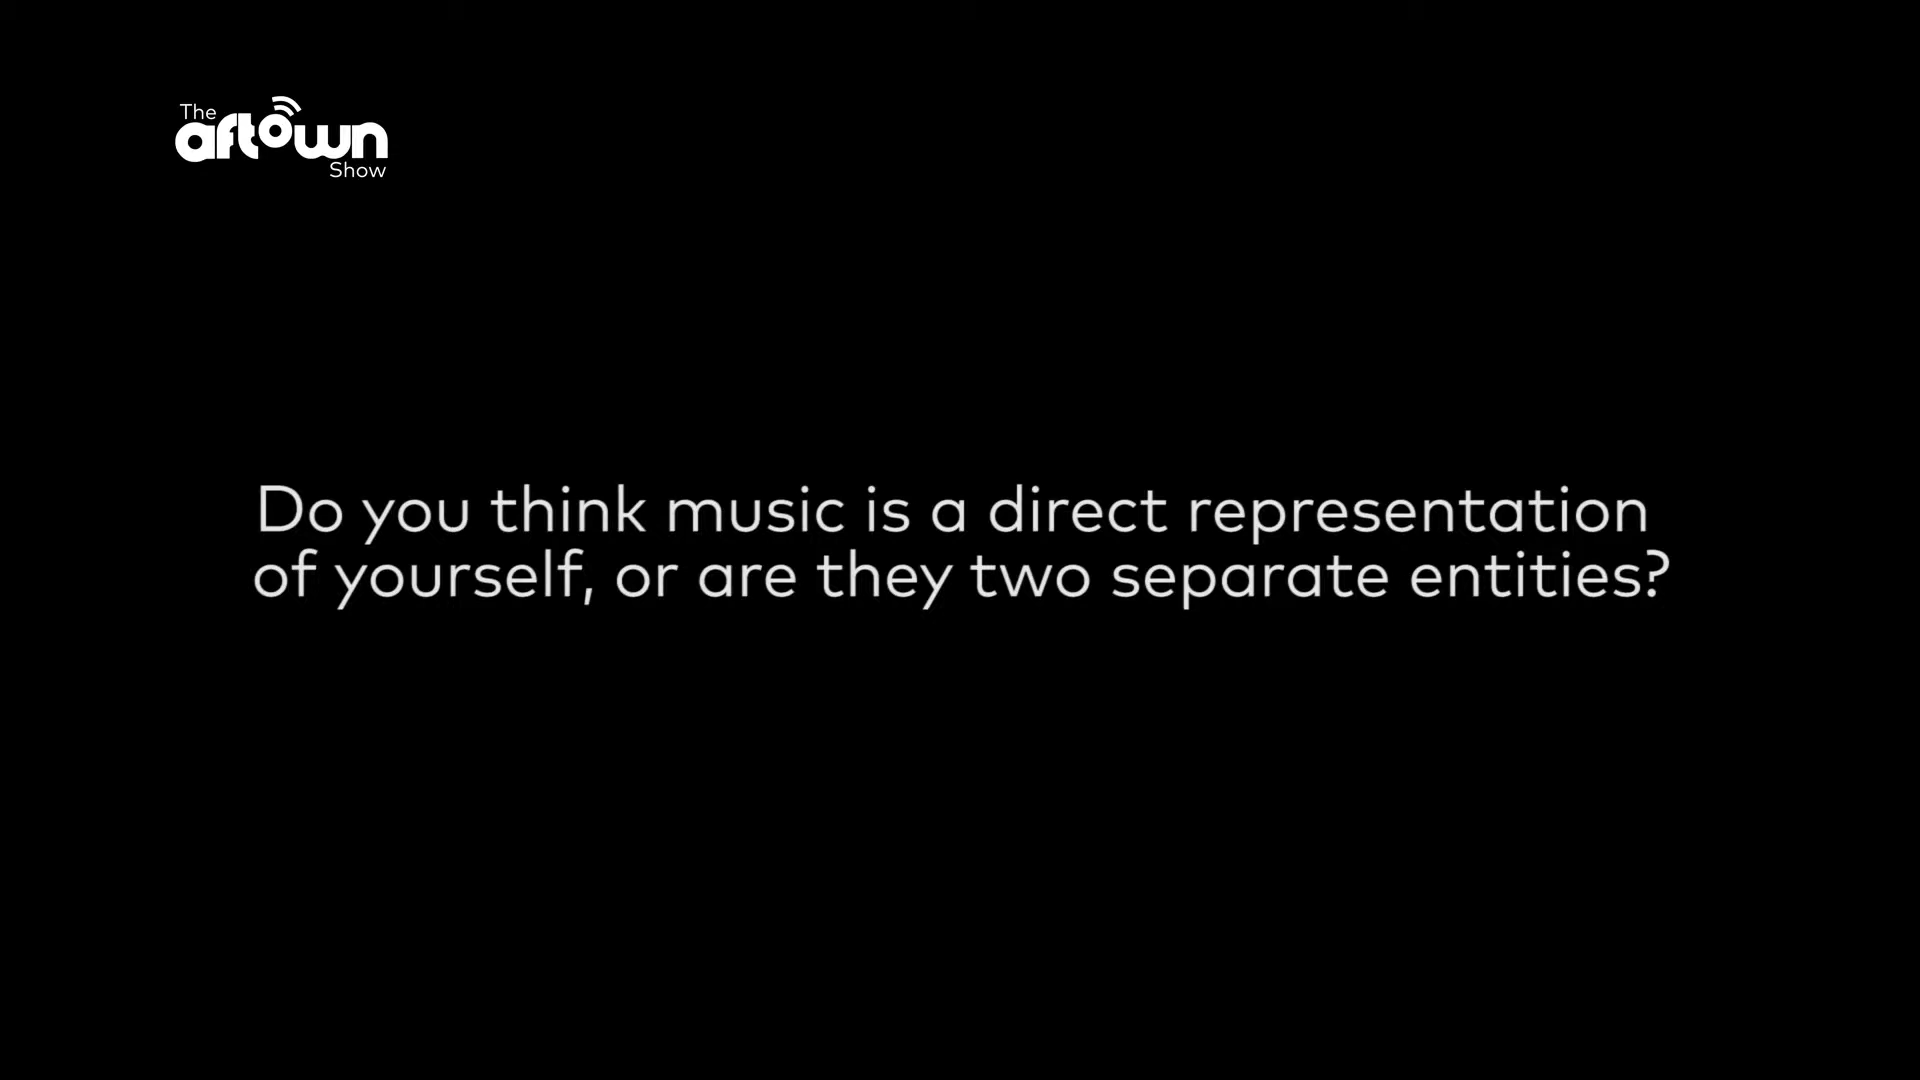 The
aftown
Show
Do you think music is a direct representation
of yourself, or are they two separate entities?